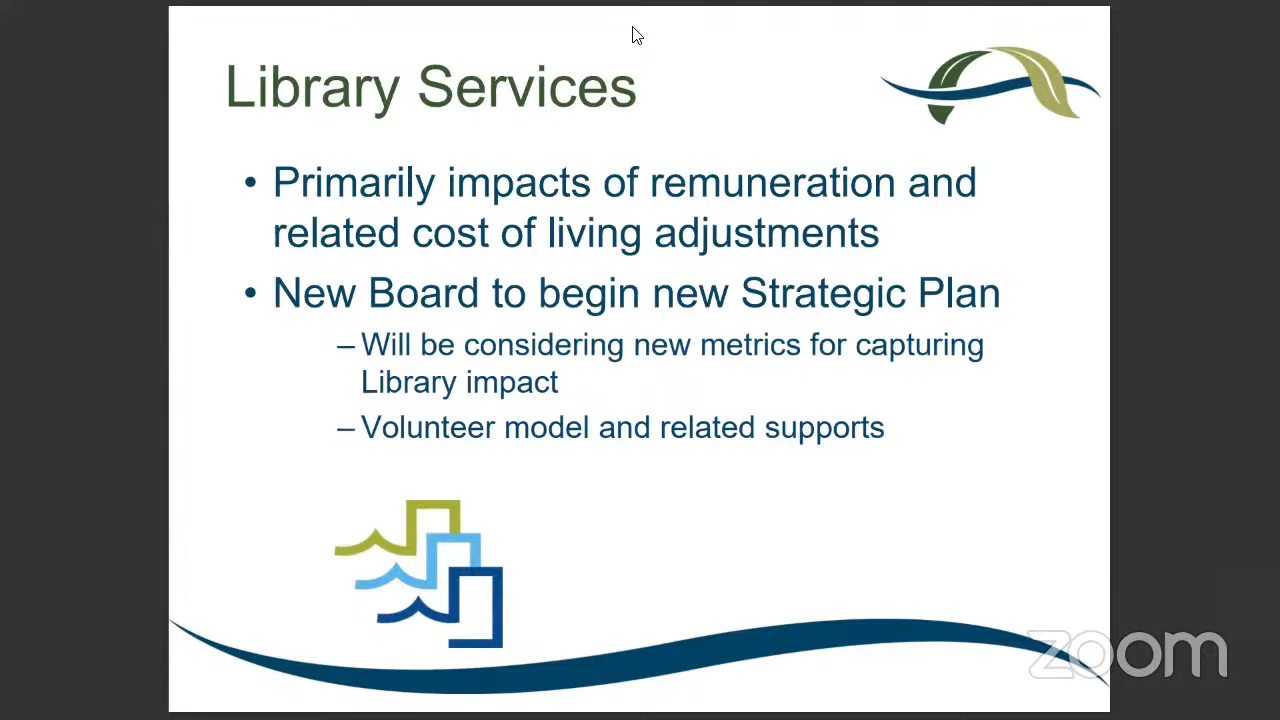 Library Services
• Primarily impacts of remuneration and
related cost of living adjustments
• New Board to begin new Strategic Plan
– Will be considering new metrics for capturing
Library impact
– Volunteer model and related supports
zoom